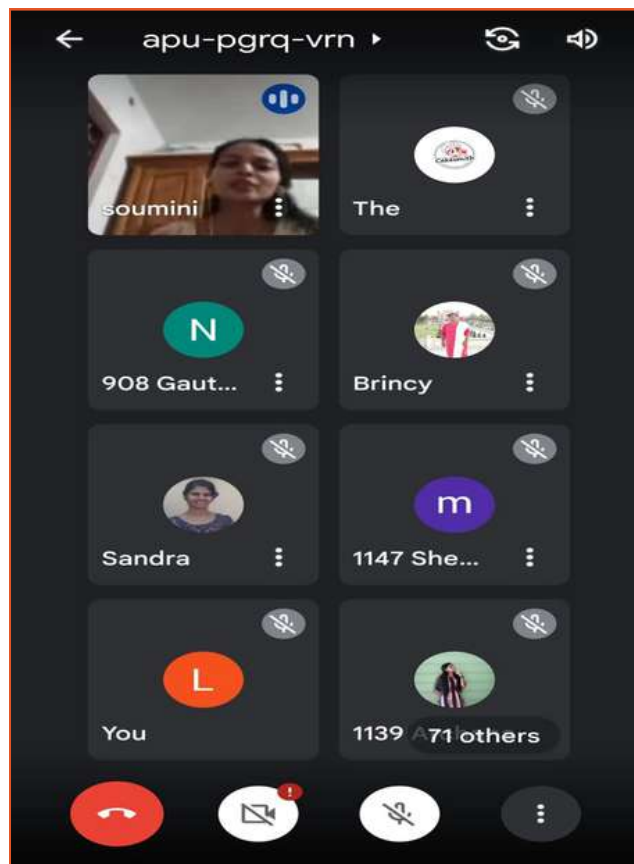 apu-pgrq-vrn
soumini
The
N
908 Gaut...
Brincy
Sandra
m
1147 She...
L
You
1139
71 others